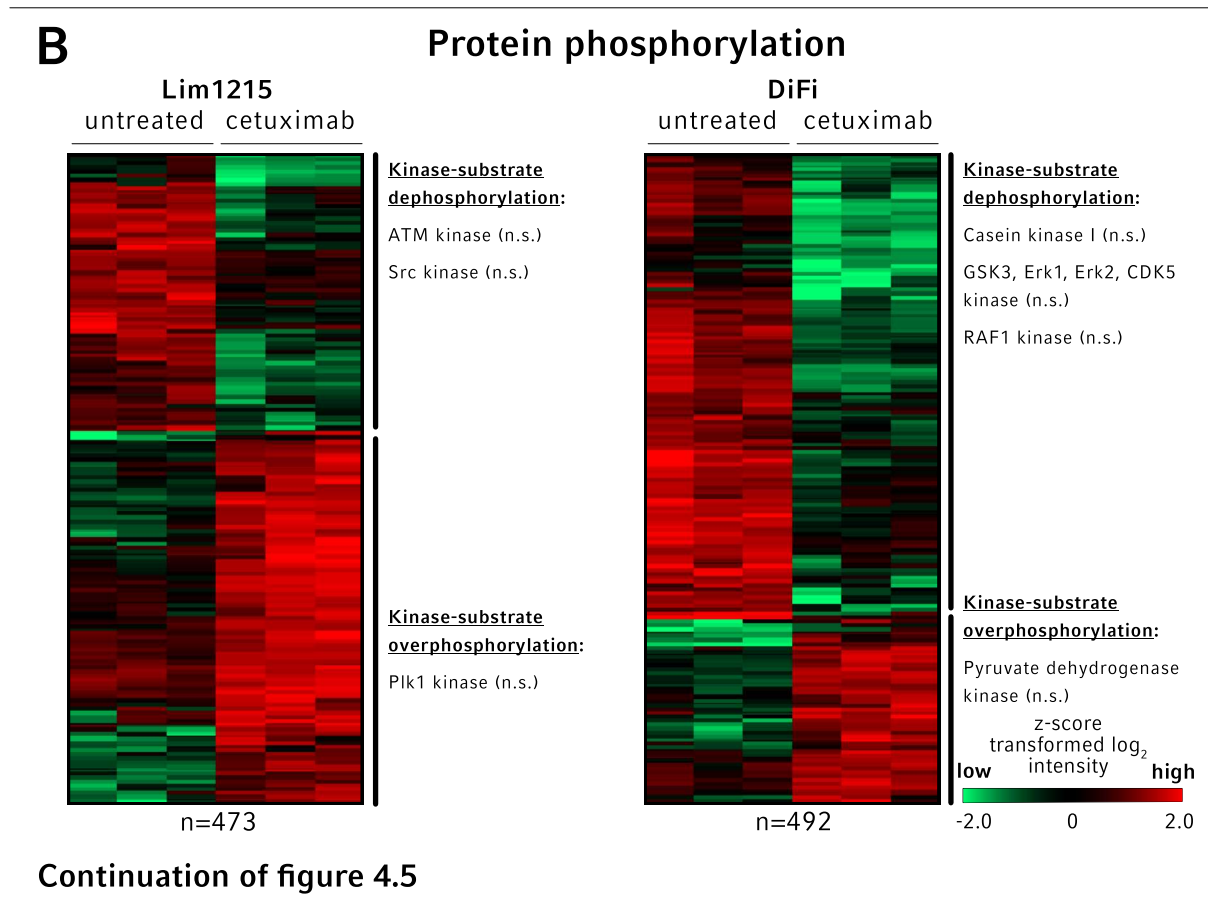 B
Protein phosphorylation
Lim1215
untreated cetuximab
Kinase-substrate
dephosphorylation:
ATM kinase (n.s.)
Src kinase (n.s.)
Kinase-substrate
overphosphorylation:
Plk1 kinase (n.s.)
n=473
DiFi
untreated cetuximab
Kinase-substrate
dephosphorylation:
Casein kinase I (n.s.)
GSK3, Erk1, Erk2, CDK5
kinase (n.s.)
RAF1 kinase (n.s.)
Kinase-substrate
overphosphorylation:
Pyruvate dehydrogenase
kinase (n.s.)
n=492
z-score
transformed log2
intensity
low high
-2.0 0 2.0
Continuation of figure 4.5